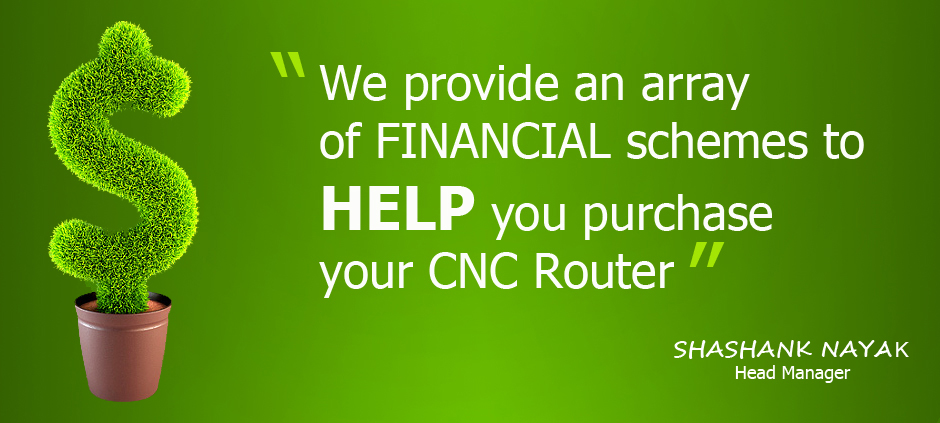 “ We provide an array
of FINANCIAL schemes to
HELP you purchase
your CNC Router ”
SHASHANK NAYAK
Head Manager